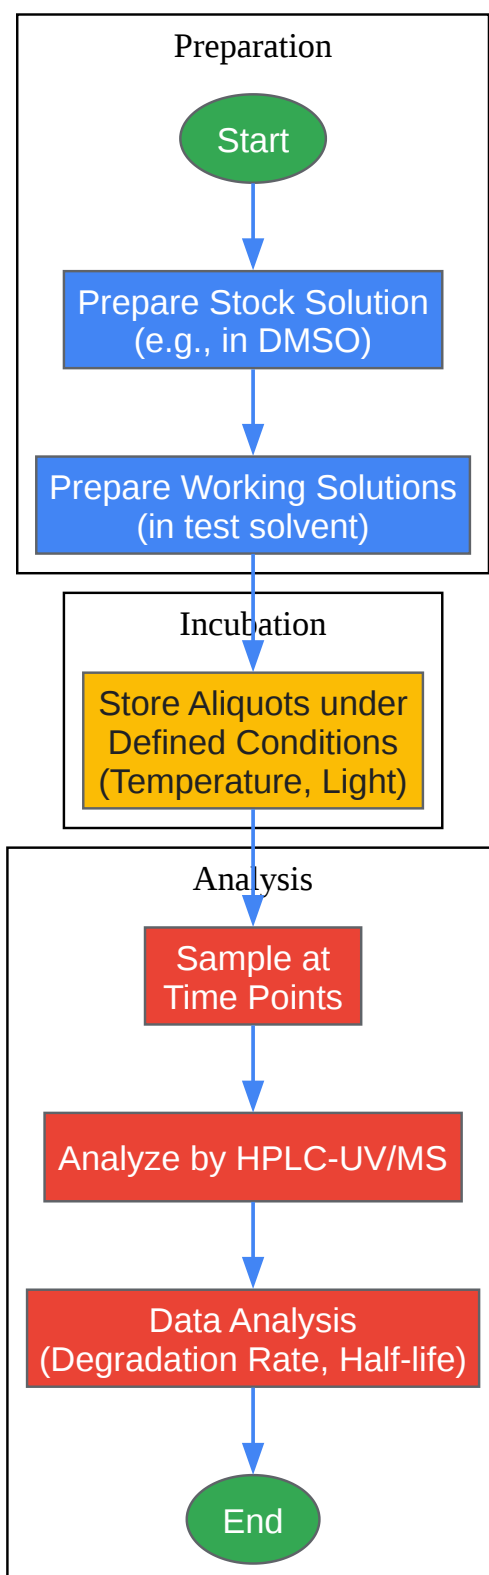 Preparation
Start
Prepare Stock Solution
(e.g., in DMSO)
Prepare Working Solutions
(in test solvent)
Incubation
Store Aliquots under
Defined Conditions
(Temperature, Light)
Analysis
Sample at
Time Points
Analyze by HPLC-UV/MS
Data Analysis
(Degradation Rate, Half-life)
End